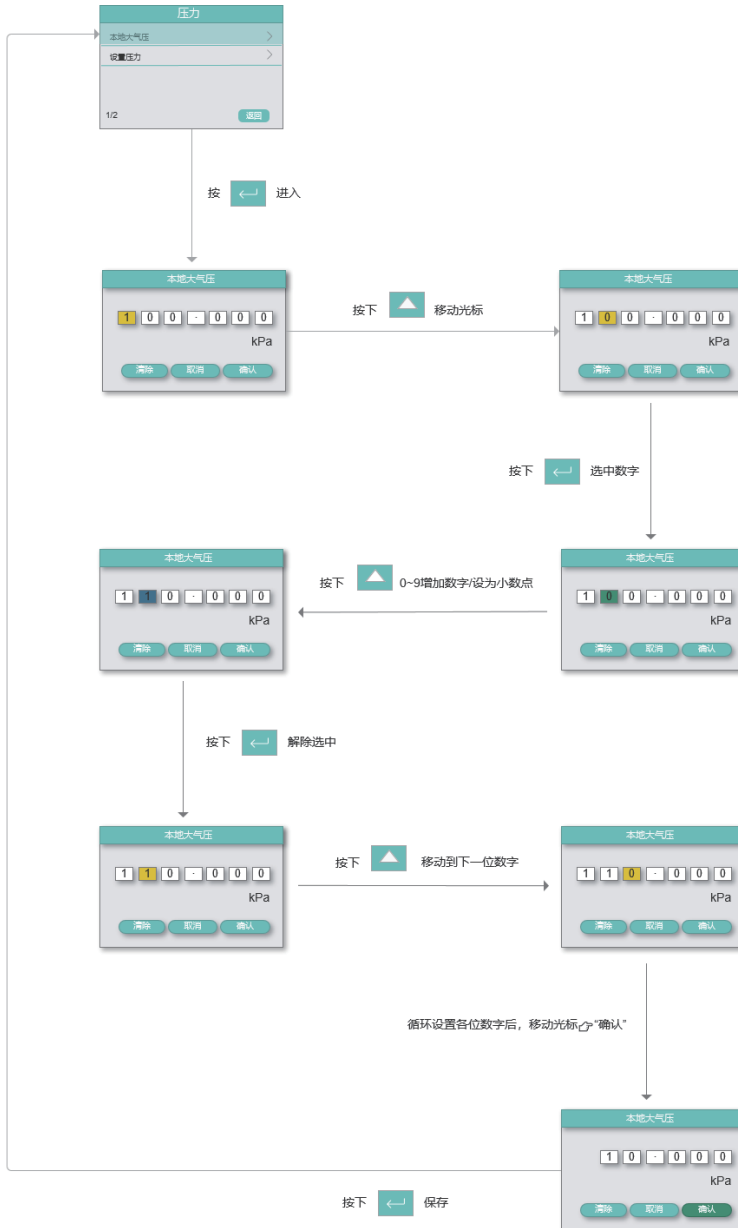 压力
本地大气压
设置压力
1/2 返回
按 进入
本地大气压
1 0 0 · 0 0 0
kPa
清除 取消 确认
按下 移动光标
本地大气压
1 0 0 · 0 0 0
kPa
清除 取消 确认
按下 选中数字
本地大气压
1 0 0 · 0 0 0
kPa
清除 取消 确认
按下 0~9增加数字/设为小数点
本地大气压
1 1 0 · 0 0 0
kPa
清除 取消 确认
按下 解除选中
本地大气压
1 1 0 · 0 0 0
kPa
清除 取消 确认
按下 移动到下一位数字
本地大气压
1 1 0 · 0 0 0
kPa
清除 取消 确认
循环设置各位数字后，移动光标“确认”
本地大气压
1 0 · 0 0 0
kPa
清除 取消 确认
按下 保存